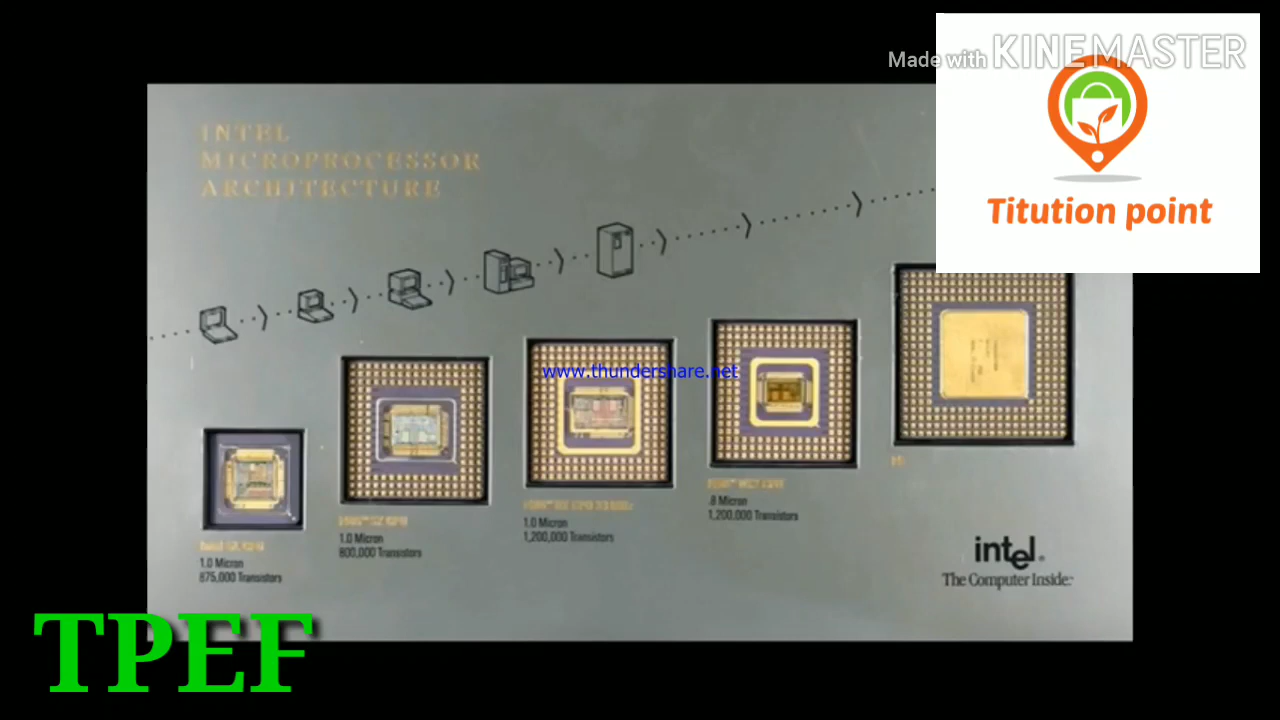 Made with KINEMASTER
Titution point
INTEL
MICROPROCESSOR
ARCHITECTURE
www.thundershare.net
1.0 Micron
875,000 Transistors
1.0 Micron
800,000 Transistors
1.0 Micron
1,200,000 Transistors
.8 Micron
1,200,000 Transistors
intel®
The Computer Inside.™
TPEF